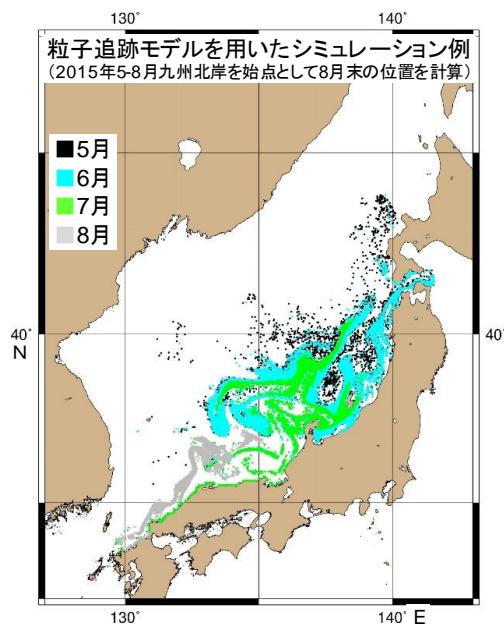 130˚
140˚
粒子追跡モデルを用いたシミュレーション例
（2015年5-8月九州北岸を始点として8月末の位置を計算）
5月
6月
7月
8月
40˚
N
40˚
130˚
140˚
E